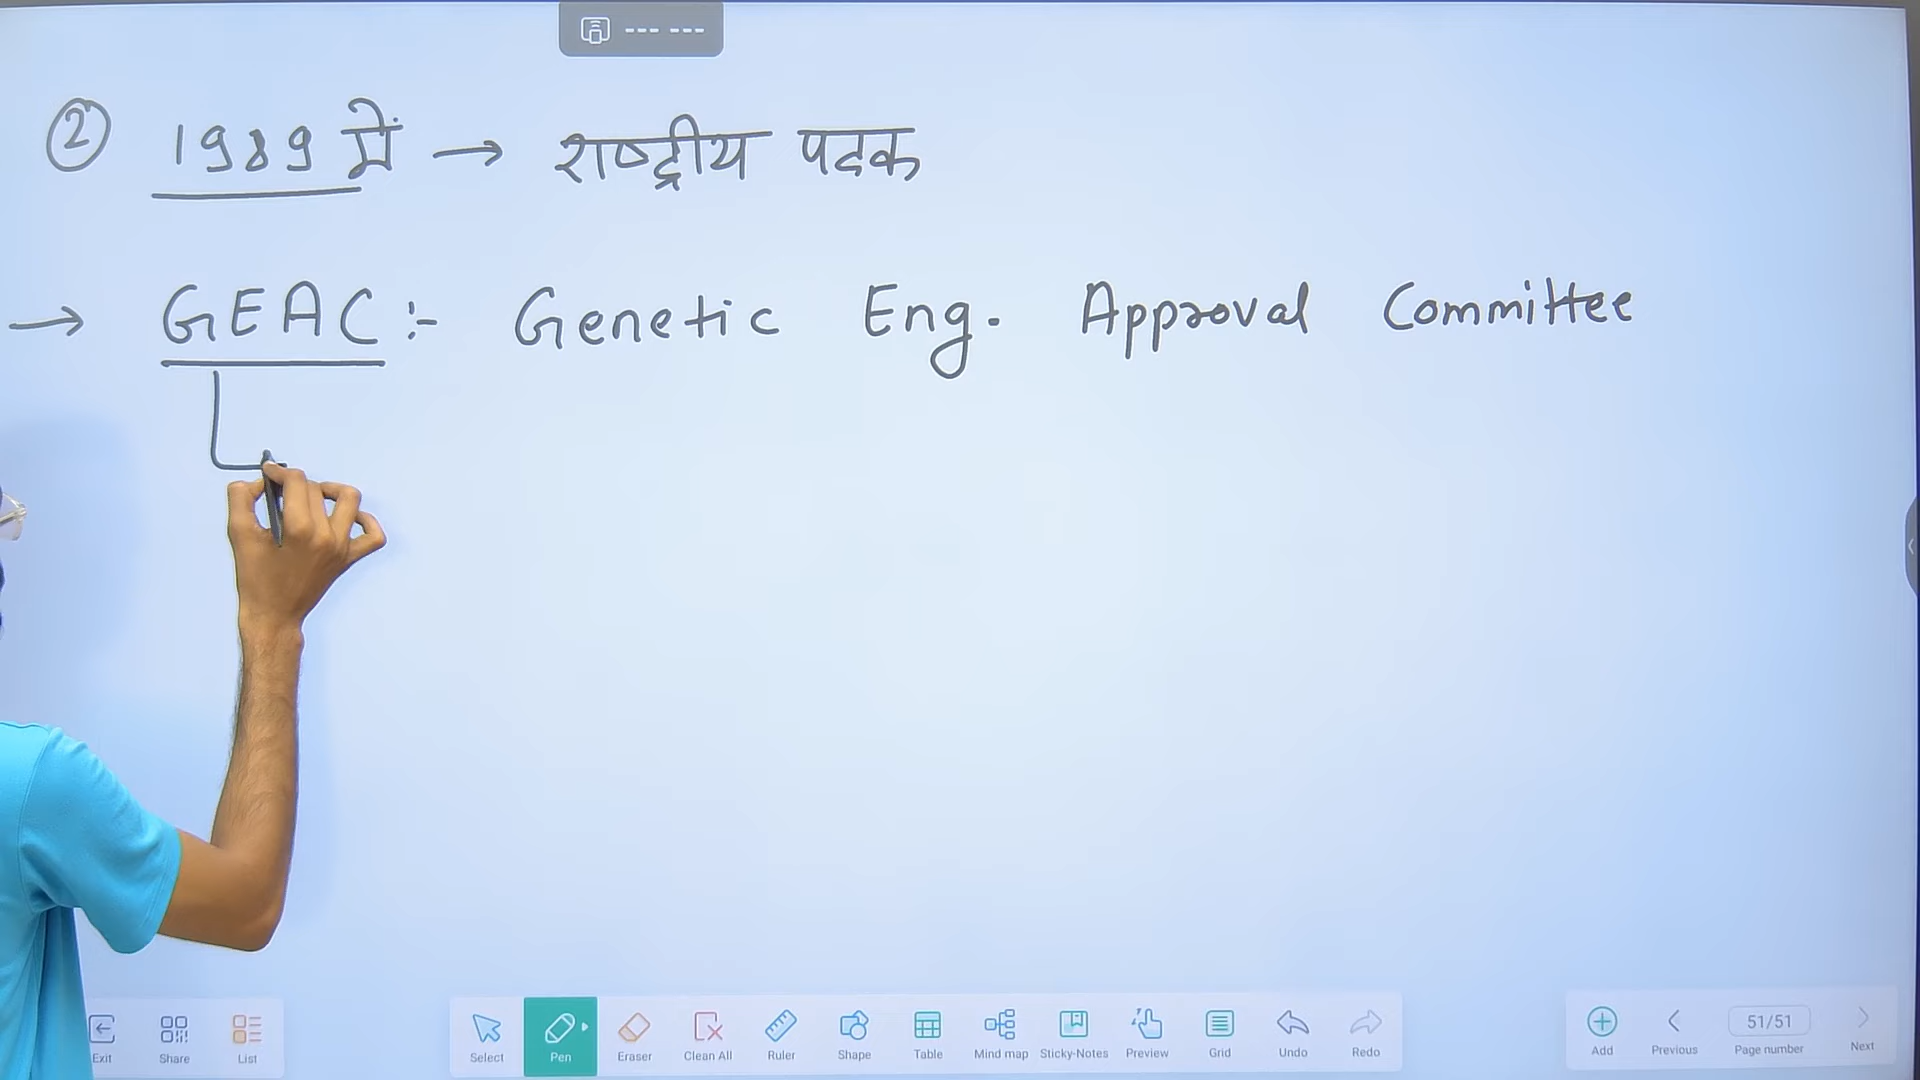 --- ---
② 1989 में → राष्ट्रीय पदक
→ GEAC :- Genetic Eng. Approval Committee
Exit Share List Select Pen Eraser Clean All Ruler Shape Table Mind map Sticky-Notes Preview Grid Undo Redo Add Previous 51/51 Page number Next